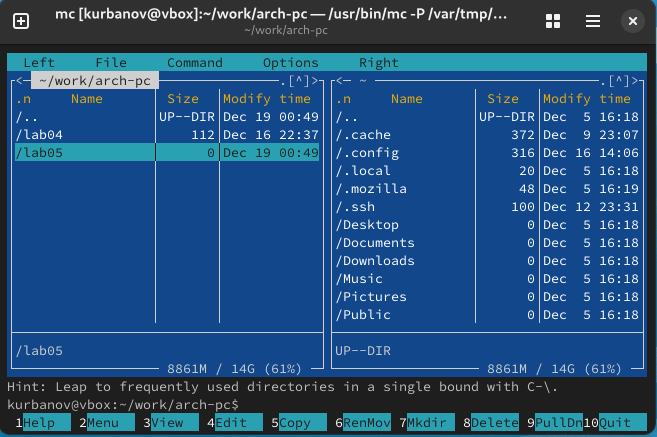 mc [kurbanov@vbox]:~/work/arch-pc — /usr/bin/mc -P /var/tmp/…
~/work/arch-pc
Left File Command Options Right
<─ ~/work/arch-pc ─.[^]>
.n Name Size Modify time
/.. UP--DIR Dec 19 00:49
/lab04 112 Dec 16 22:37
/lab05 0 Dec 19 00:49
/lab05
8861M / 14G (61%)
<─ ~ ─.[^]>
.n Name Size Modify time
/.. UP--DIR Dec 5 16:18
/.cache 372 Dec 9 23:07
/.config 316 Dec 16 14:06
/.local 20 Dec 5 16:18
/.mozilla 48 Dec 5 16:19
/.ssh 100 Dec 12 23:31
/Desktop 0 Dec 5 16:18
/Documents 0 Dec 5 16:18
/Downloads 0 Dec 5 16:18
/Music 0 Dec 5 16:18
/Pictures 0 Dec 5 16:18
/Public 0 Dec 5 16:18
UP--DIR
8861M / 14G (61%)
Hint: Leap to frequently used directories in a single bound with C-\.
kurbanov@vbox:~/work/arch-pc$
1Help 2Menu 3View 4Edit 5Copy 6RenMov 7Mkdir 8Delete 9PullDn 10Quit